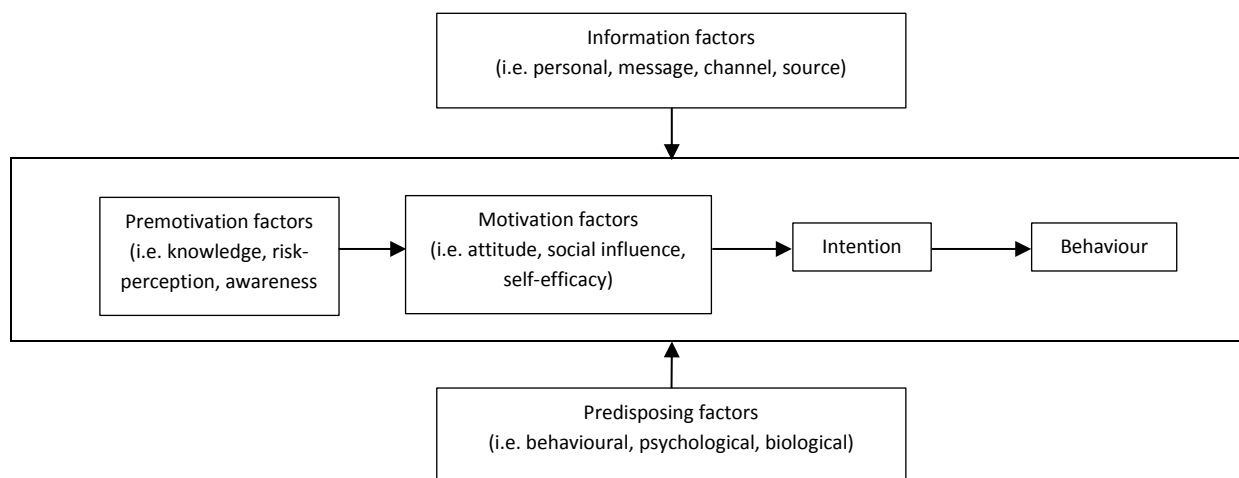 Information factors
(i.e. personal, message, channel, source)
Premotivation factors
(i.e. knowledge, risk-
perception, awareness
Motivation factors
(i.e. attitude, social influence,
self-efficacy)
Intention
Behaviour
Predisposing factors
(i.e. behavioural, psychological, biological)